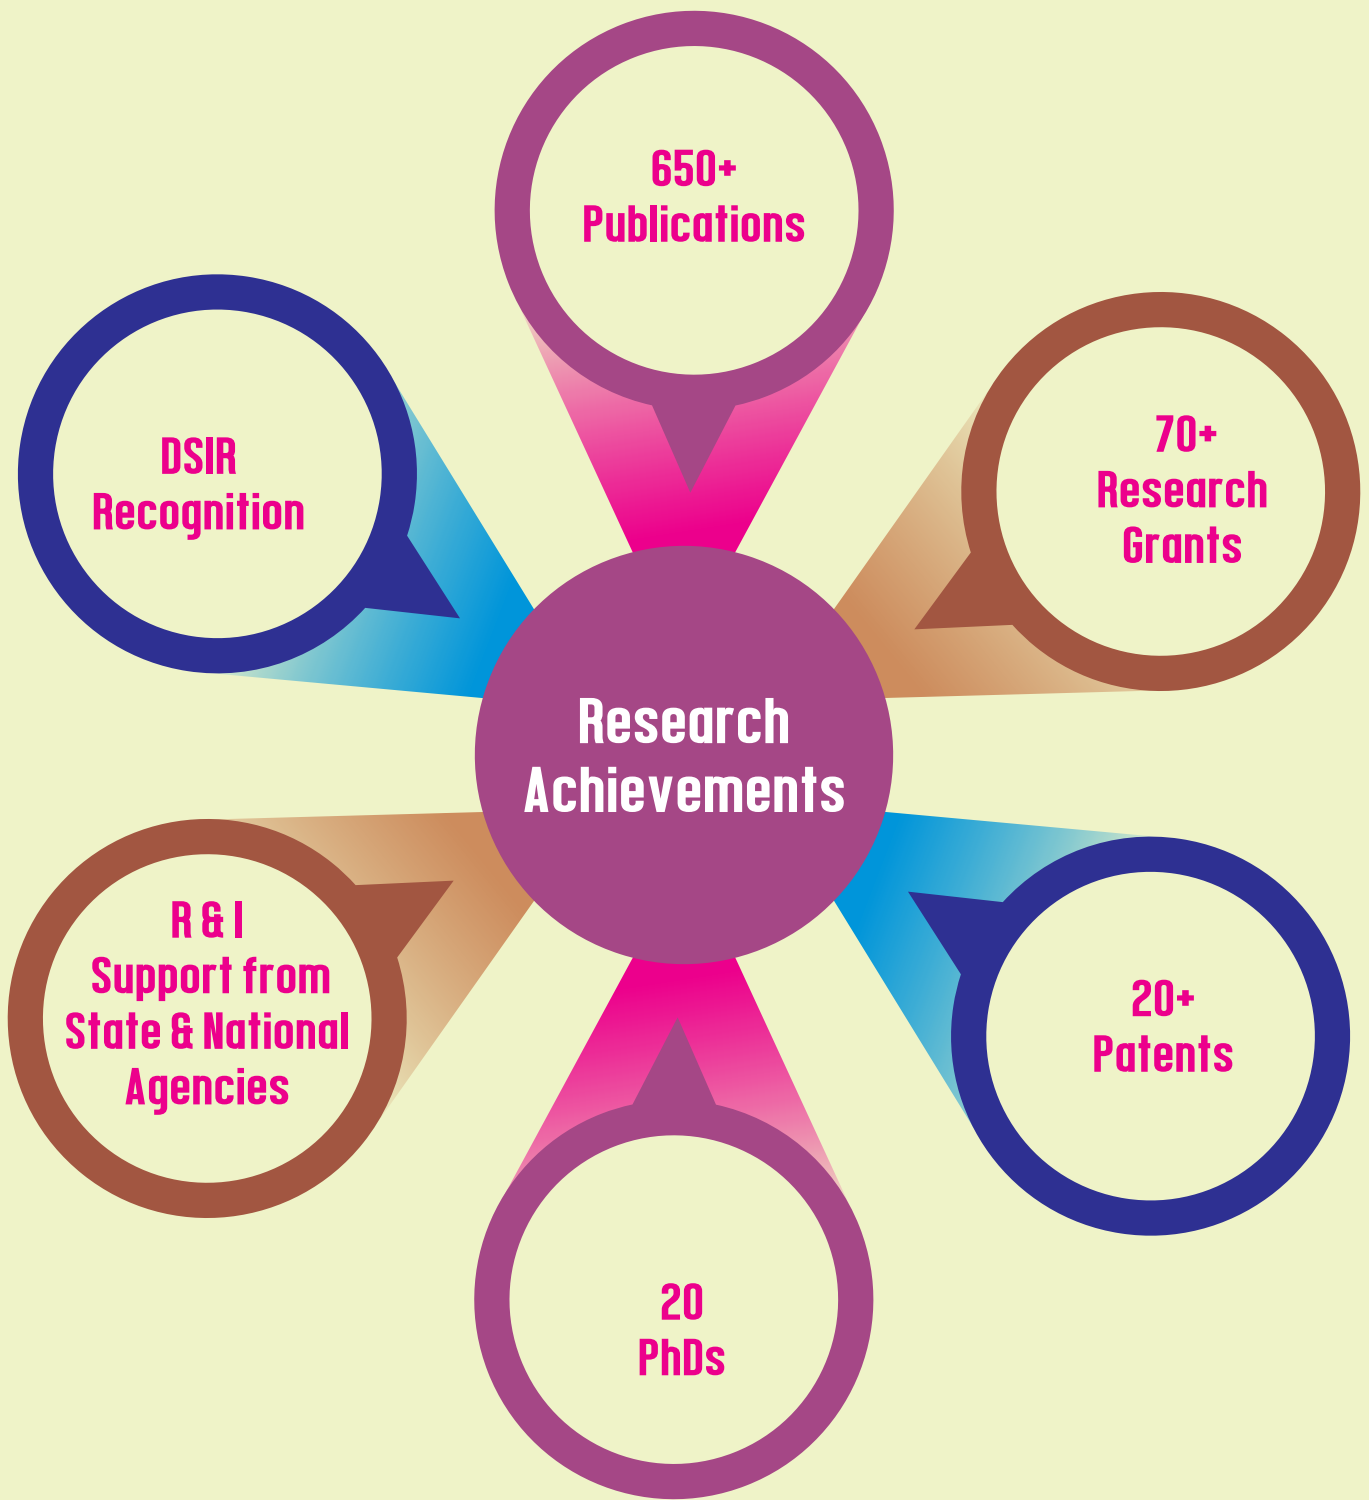 650+
Publications
70+
Research
Grants
DSIR
Recognition
Research
Achievements
R & I
Support from
State & National
Agencies
20+
Patents
20
PhDs